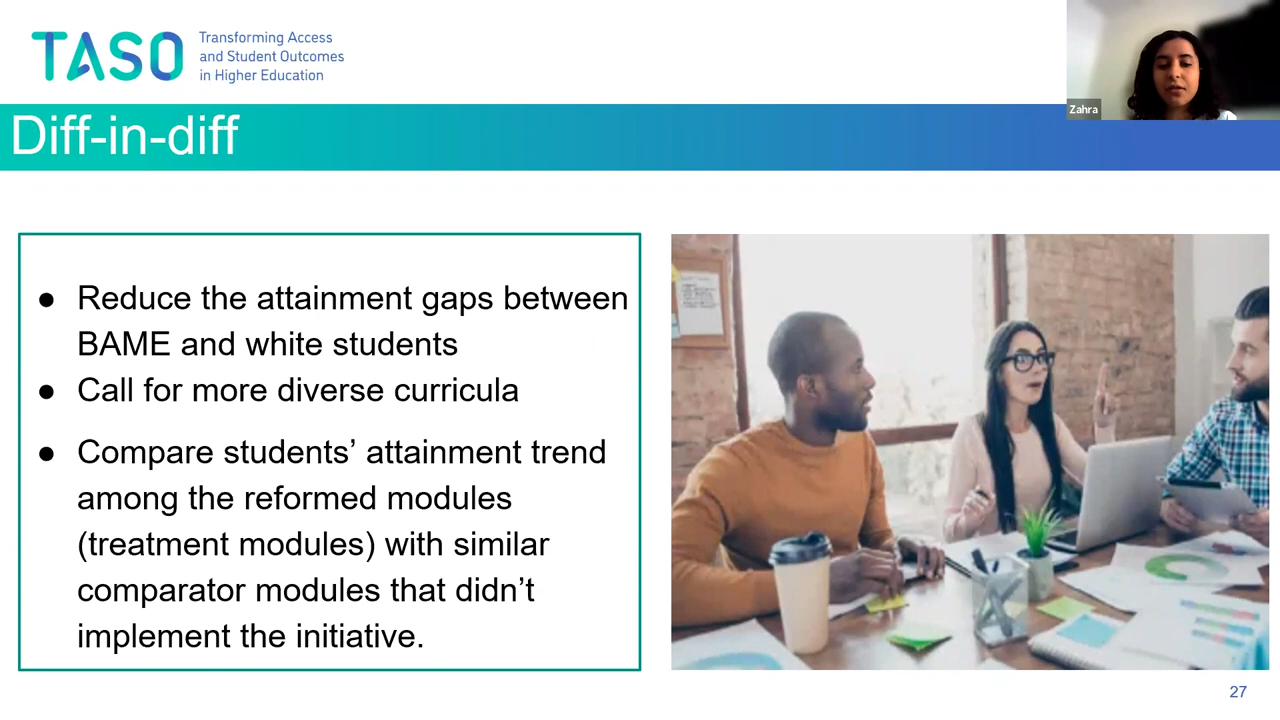 TASO
Transforming Access
and Student Outcomes
in Higher Education
Zahra
Diff-in-diff
● Reduce the attainment gaps between
BAME and white students
● Call for more diverse curricula
● Compare students’ attainment trend
among the reformed modules
(treatment modules) with similar
comparator modules that didn’t
implement the initiative.
27